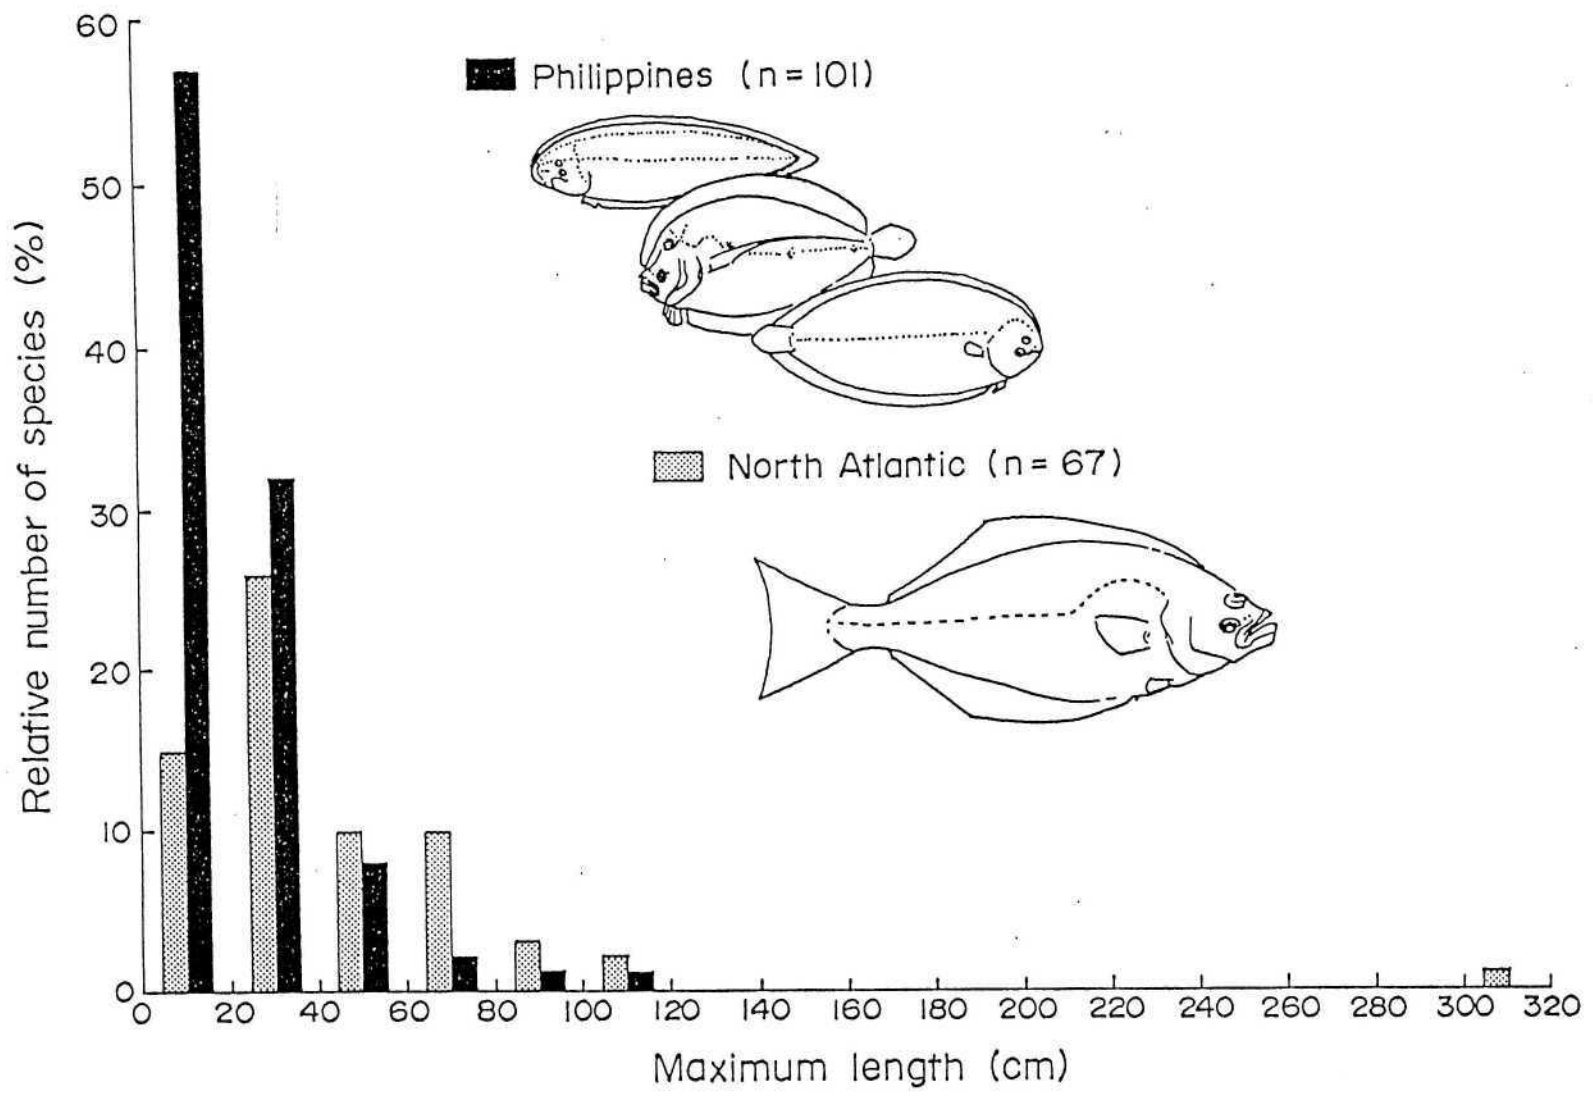 60
50
40
30
20
10
0
Relative number of species (%)
Philippines (n=101)
North Atlantic (n= 67)
0 20 40 60 80 100 120 140 160 180 200 220 240 260 280 300 320
Maximum length (cm)